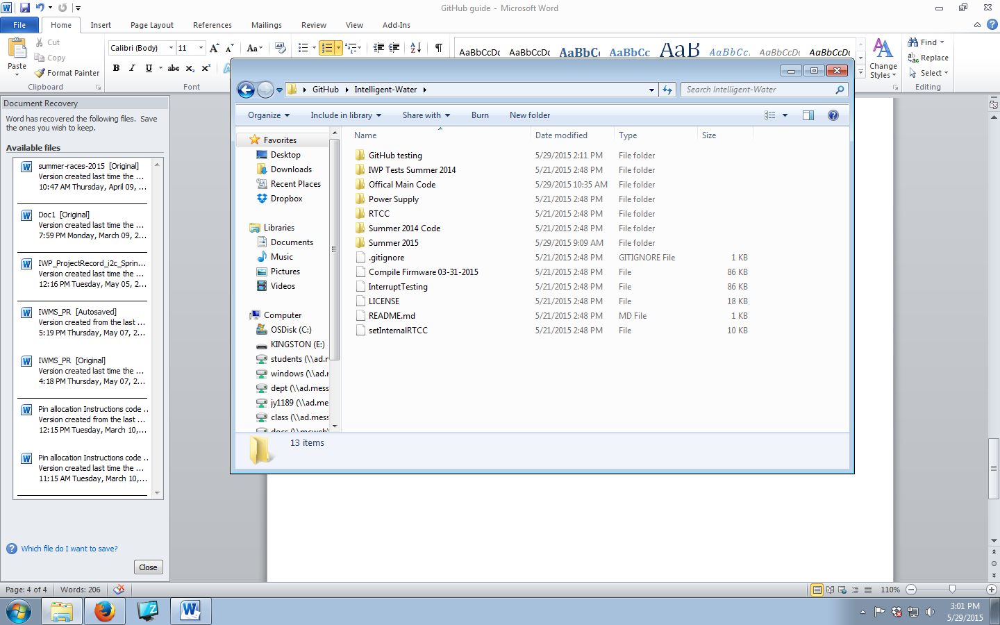 GitHub guide - Microsoft Word
File Home Insert Page Layout References Mailings Review View Add-Ins
Paste
Cut
Copy
Format Painter
Clipboard
Calibri (Body) 11
B I U abc x₂ x²
Font
AaBbCcDc AaBbCcDc AaBbCc AaBbCc AaB AaBbCc. AaBbCcDc AaBbCcDc
Change
Styles
Find
Replace
Select
Editing
Document Recovery
Word has recovered the following files. Save
the ones you wish to keep.
Available files
summer-races-2015 [Original]
Version created last time the ...
10:47 AM Thursday, April 09, ...
Doc1 [Original]
Version created last time the ...
7:59 PM Monday, March 09, 2...
IWP_ProjectRecord_i2c_Sprin...
Version created last time the ...
12:16 PM Tuesday, May 05, 2...
IWMS_PR [Autosaved]
Version created from the last ...
5:19 PM Thursday, May 07, 2...
IWMS_PR [Original]
Version created last time the ...
4:18 PM Thursday, May 07, 2...
Pin allocation Instructions code ..
Version created from the last ...
12:15 PM Tuesday, March 10,...
Pin allocation Instructions code ..
Version created last time the ...
11:15 AM Tuesday, March 10,...
Which file do I want to save?
Close
GitHub Intelligent-Water
Search Intelligent-Water
Organize Include in library Share with Burn New folder
Favorites
Desktop
Downloads
Recent Places
Dropbox
Libraries
Documents
Music
Pictures
Videos
Computer
OSDisk (C:)
KINGSTON (E:)
students (\\ad.n
windows (\\ad.r
dept (\\ad.mess
jy1189 (\\ad.me
class (\\ad.mess
Name Date modified Type Size
GitHub testing 5/29/2015 2:11 PM File folder
IWP Tests Summer 2014 5/21/2015 2:48 PM File folder
Offical Main Code 5/29/2015 10:35 AM File folder
Power Supply 5/21/2015 2:48 PM File folder
RTCC 5/21/2015 2:48 PM File folder
Summer 2014 Code 5/21/2015 2:48 PM File folder
Summer 2015 5/29/2015 9:09 AM File folder
.gitignore 5/21/2015 2:48 PM GITIGNORE File 1 KB
Compile Firmware 03-31-2015 5/21/2015 2:48 PM File 86 KB
InterruptTesting 5/21/2015 2:48 PM File 86 KB
LICENSE 5/21/2015 2:48 PM File 18 KB
README.md 5/21/2015 2:48 PM MD File 1 KB
setInternalRTCC 5/21/2015 2:48 PM File 10 KB
13 items
Page: 4 of 4 Words: 206
110%
3:01 PM
5/29/2015